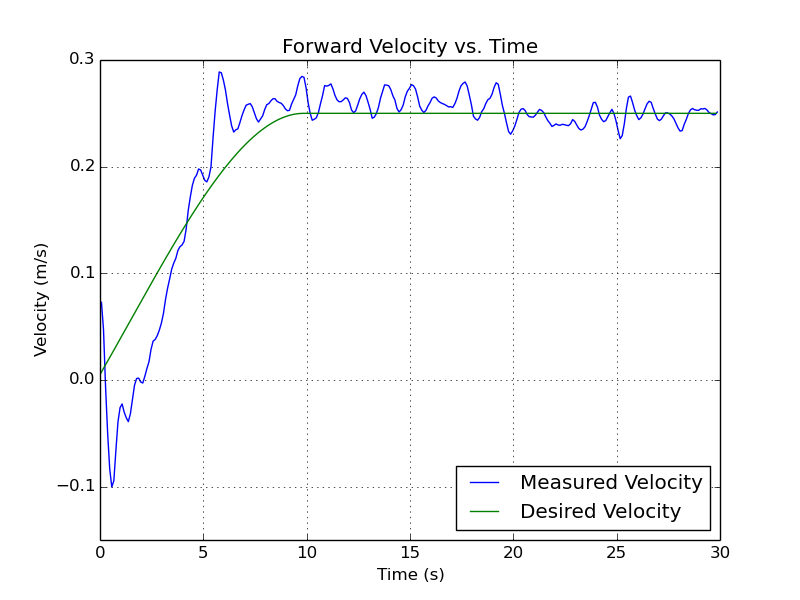 Forward Velocity vs. Time
0.3
0.2
0.1
0.0
−0.1
Velocity (m/s)
Measured Velocity
Desired Velocity
0 5 10 15 20 25 30
Time (s)